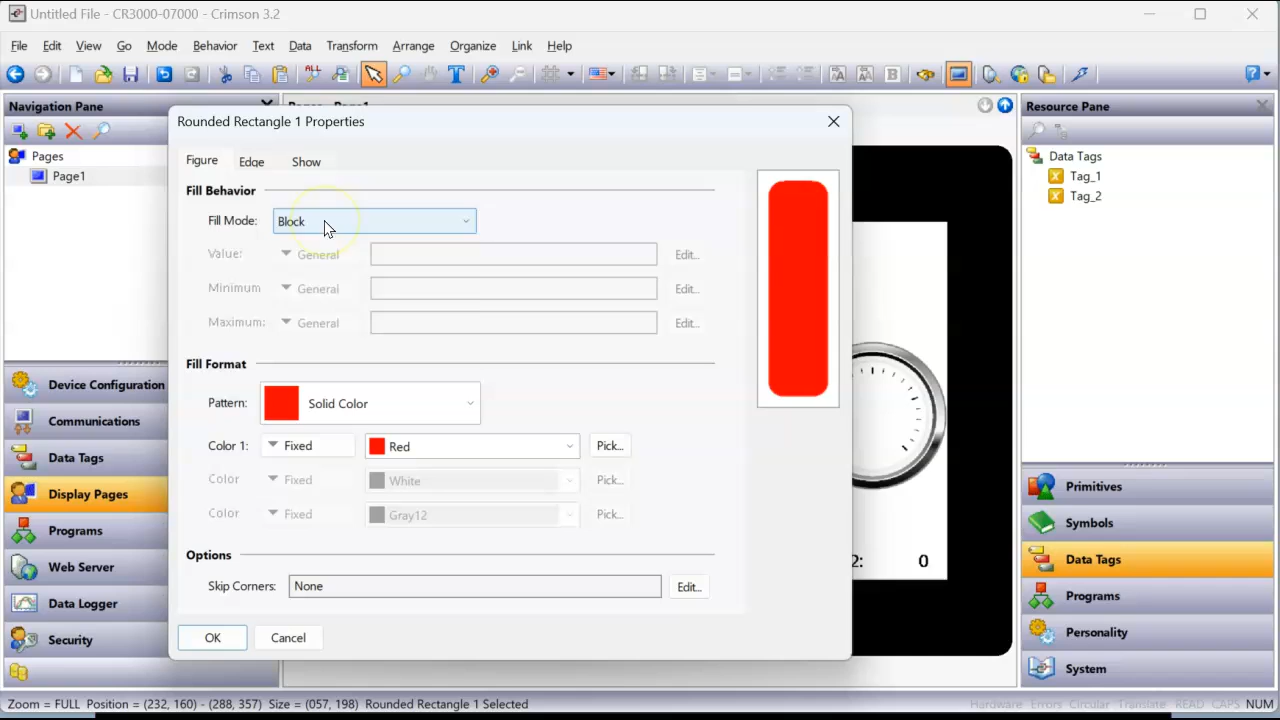 Untitled File - CR3000-07000 - Crimson 3.2
File Edit View Go Mode Behavior Text Data Transform Arrange Organize Link Help
Navigation Pane
Pages
Page1
Device Configuration
Communications
Data Tags
Display Pages
Programs
Web Server
Data Logger
Security
Pages - Page1
Rounded Rectangle 1 Properties
Figure Edge Show
Fill Behavior
Fill Mode: Block
Value: General Edit...
Minimum General Edit...
Maximum: General Edit...
Fill Format
Pattern: Solid Color
Color 1: Fixed Red Pick...
Color Fixed White Pick...
Color Fixed Gray12 Pick...
Options
Skip Corners: None Edit...
OK Cancel
2: 0
Resource Pane
Data Tags
Tag_1
Tag_2
Primitives
Symbols
Data Tags
Programs
Personality
System
Zoom = FULL Position = (232, 160) - (288, 357) Size = (057, 198) Rounded Rectangle 1 Selected
Hardware Errors Circular Translate READ CAPS NUM